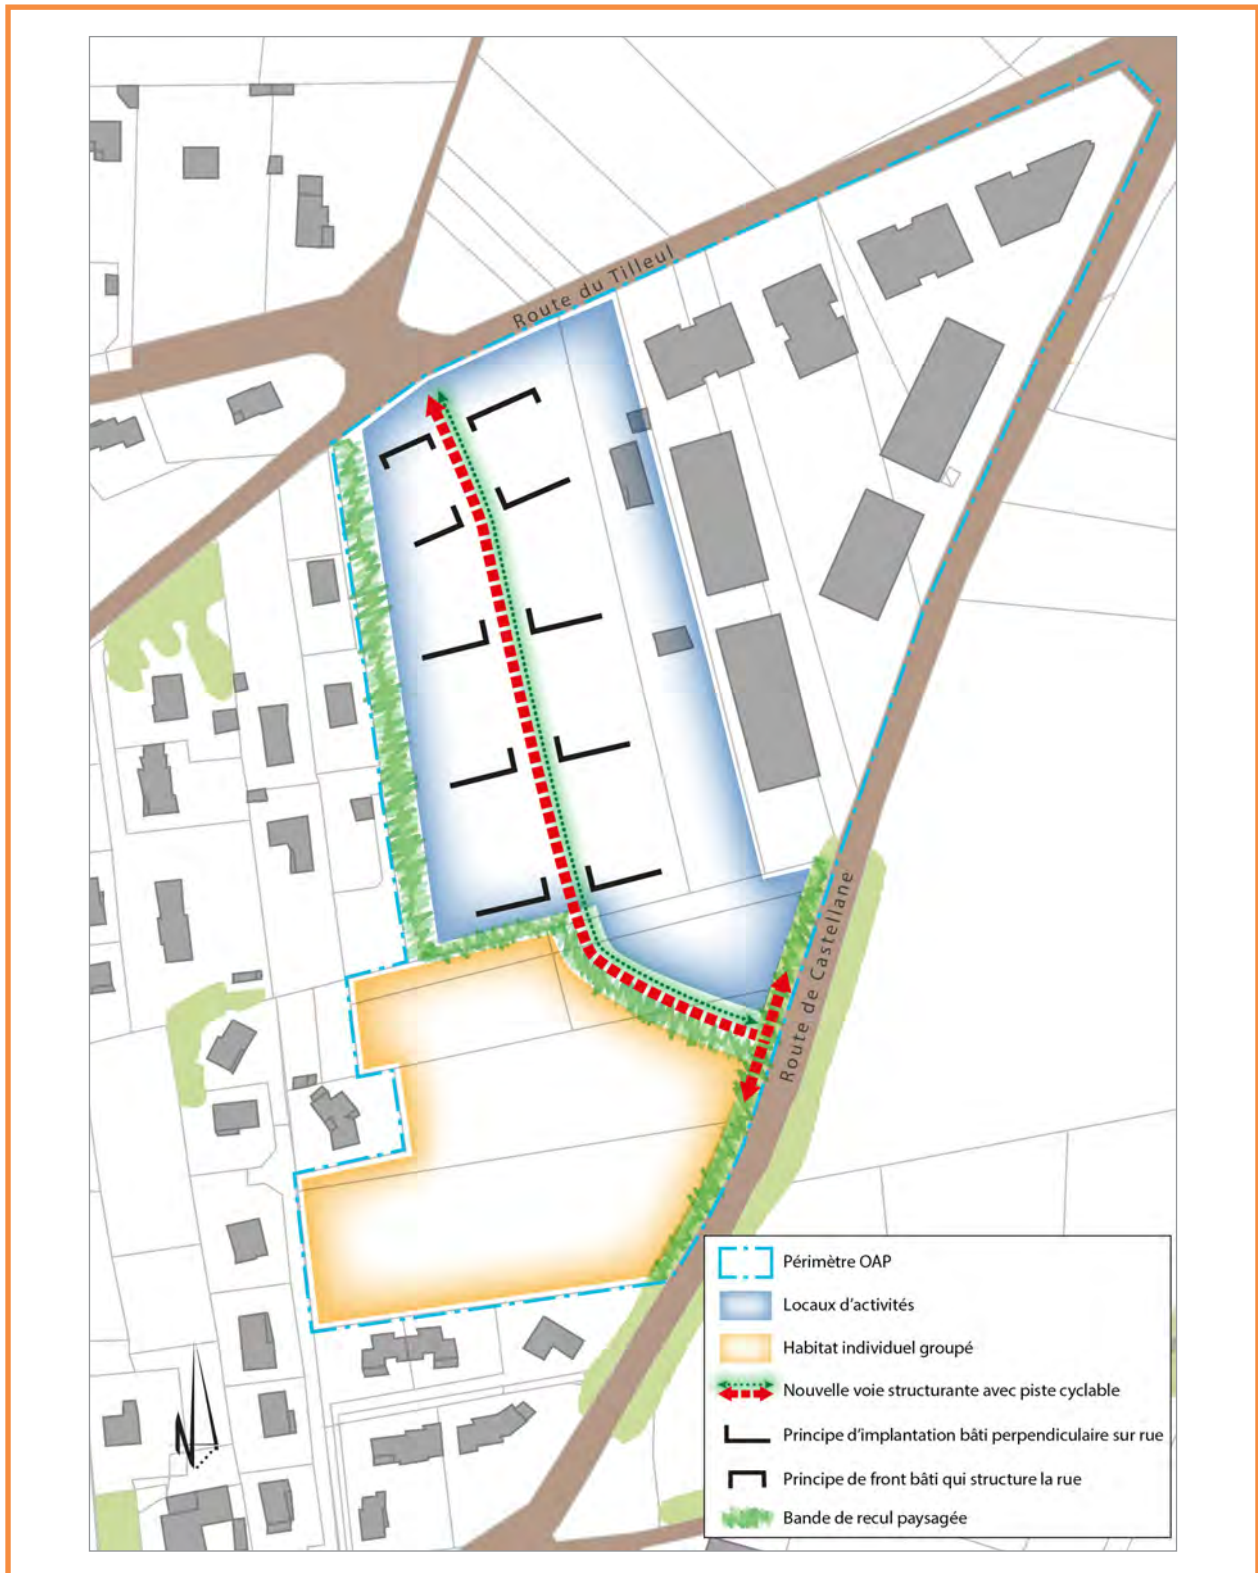 Route du Tilleul
Route de Castellane
N
Périmètre OAP
Locaux d'activités
Habitat individuel groupé
Nouvelle voie structurante avec piste cyclable
Principe d'implantation bâti perpendiculaire sur rue
Principe de front bâti qui structure la rue
Bande de recul paysagée